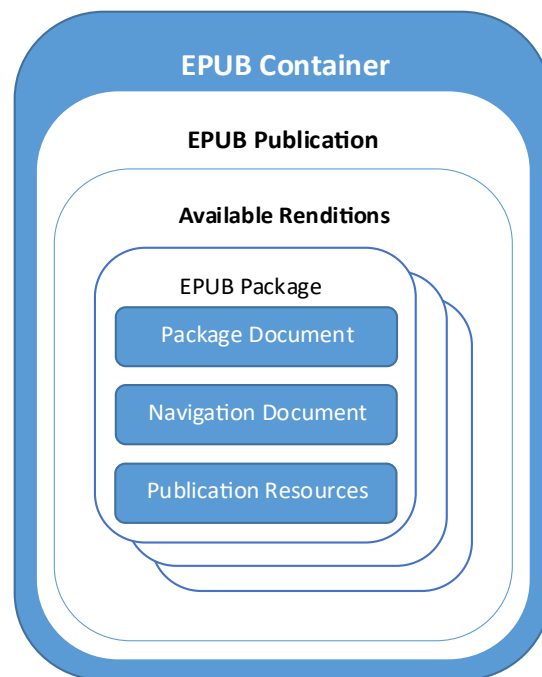 EPUB Container
EPUB Publication
Available Renditions
EPUB Package
Package Document
Navigation Document
Publication Resources